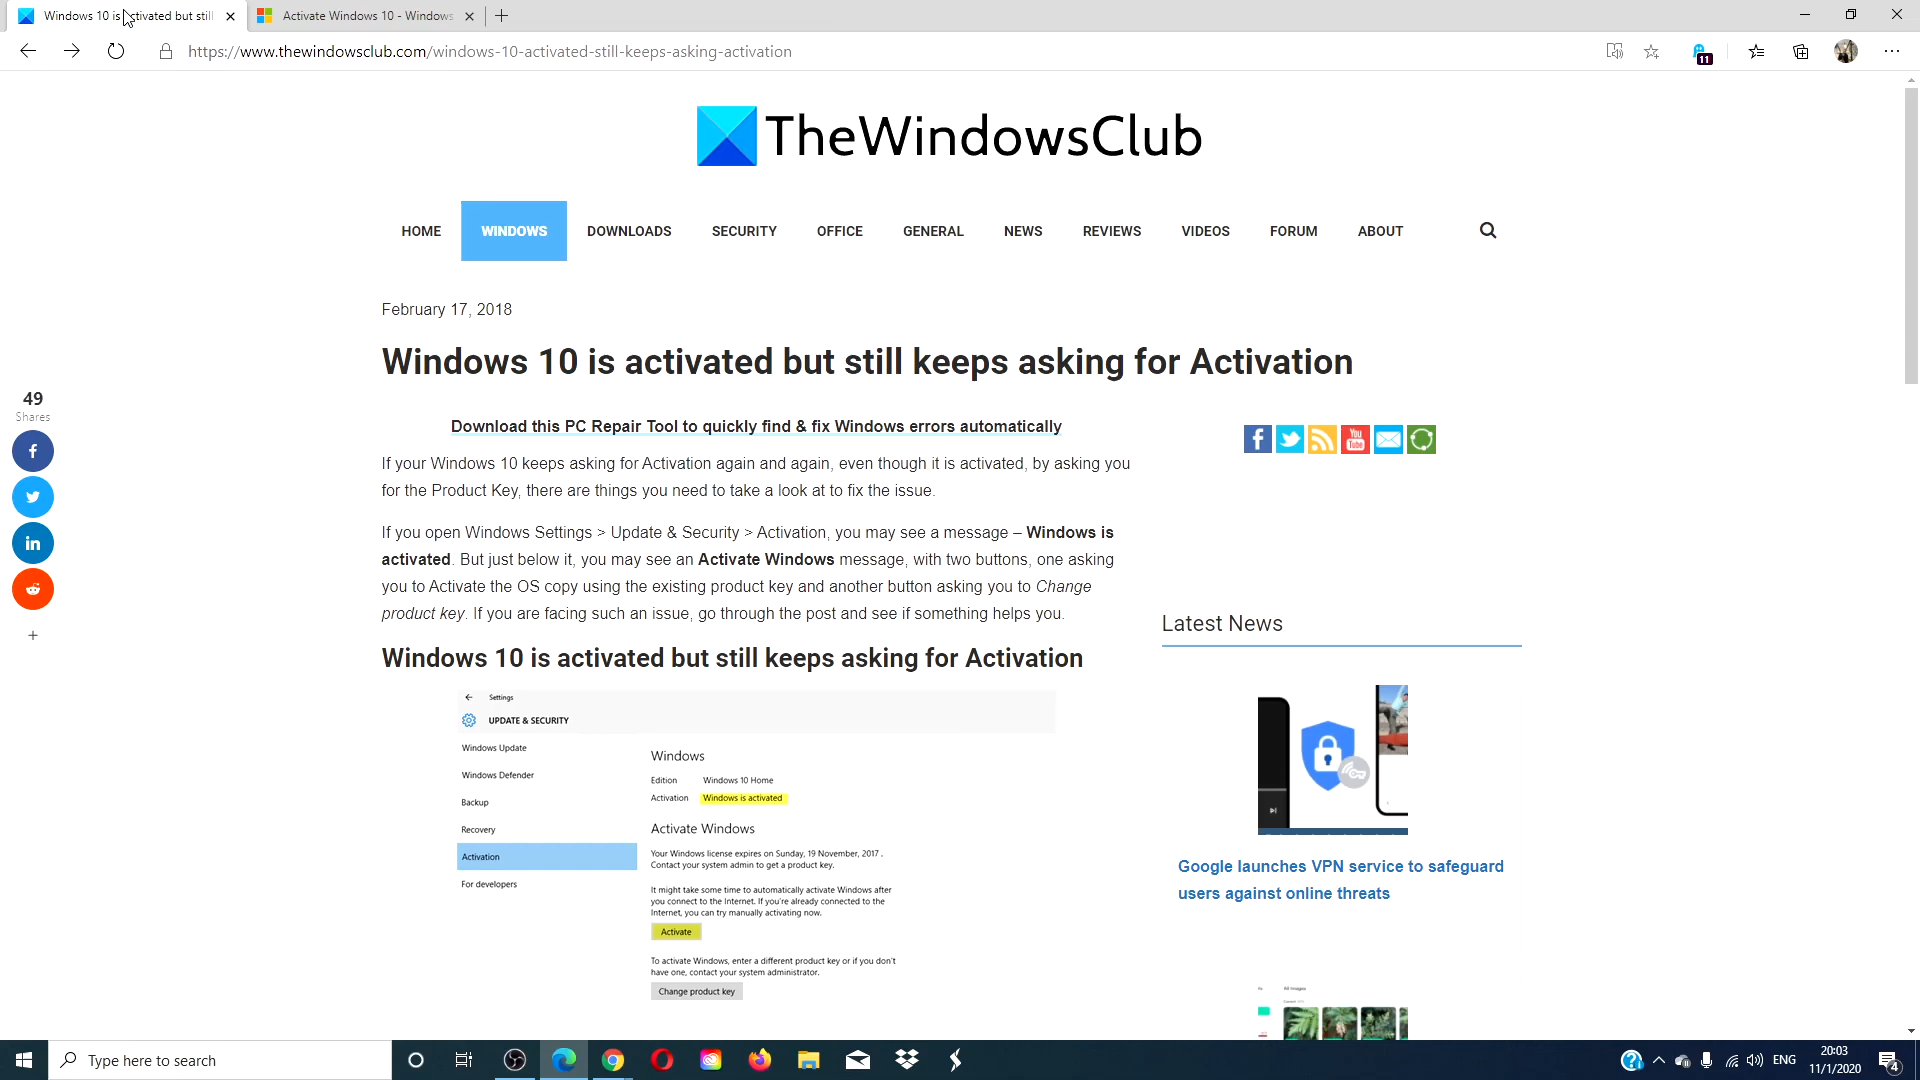 Windows 10 is activated but still
Activate Windows 10 - Windows
https://www.thewindowsclub.com/windows-10-activated-still-keeps-asking-activation
11
TheWindowsClub
HOME WINDOWS DOWNLOADS SECURITY OFFICE GENERAL NEWS REVIEWS VIDEOS FORUM ABOUT
February 17, 2018
Windows 10 is activated but still keeps asking for Activation
49
Shares
Download this PC Repair Tool to quickly find & fix Windows errors automatically
If your Windows 10 keeps asking for Activation again and again, even though it is activated, by asking you
for the Product Key, there are things you need to take a look at to fix the issue.
If you open Windows Settings > Update & Security > Activation, you may see a message – Windows is
activated. But just below it, you may see an Activate Windows message, with two buttons, one asking
you to Activate the OS copy using the existing product key and another button asking you to Change
product key. If you are facing such an issue, go through the post and see if something helps you.
Windows 10 is activated but still keeps asking for Activation
Settings
UPDATE & SECURITY
Windows Update
Windows Defender
Backup
Recovery
Activation
For developers
Windows
Edition Windows 10 Home
Activation Windows is activated
Activate Windows
Your Windows license expires on Sunday, 19 November, 2017 .
Contact your system admin to get a product key.
It might take some time to automatically activate Windows after
you connect to the Internet. If you're already connected to the
Internet, you can try manually activating now.
Activate
To activate Windows, enter a different product key or if you don't
have one, contact your system administrator.
Change product key
You
Tube
Latest News
Google launches VPN service to safeguard
users against online threats
All images
Type here to search
ENG
20:03
11/1/2020
4